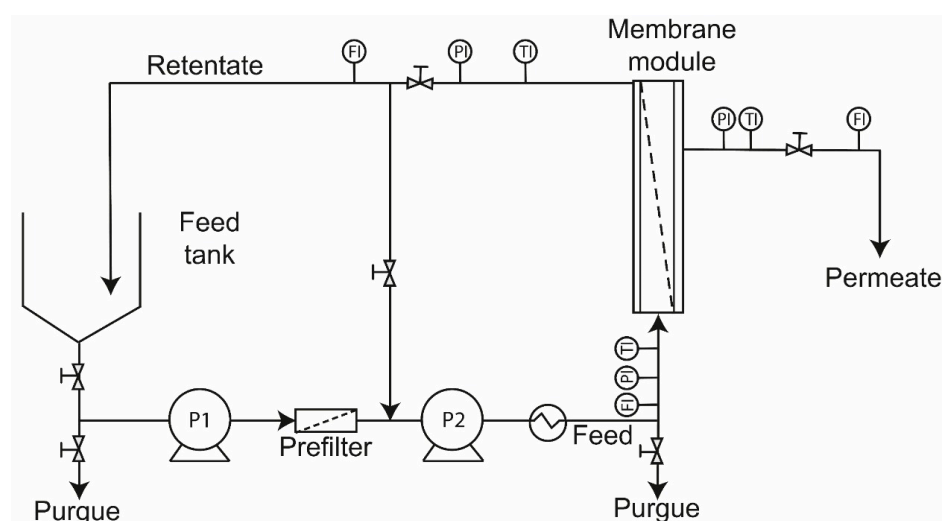 Membrane
module
FI
PI
TI
Retentate
PI
TI
FI
Feed
tank
Permeate
TI
PI
FI
P1
P2
Prefilter
Feed
Purgue
Purgue